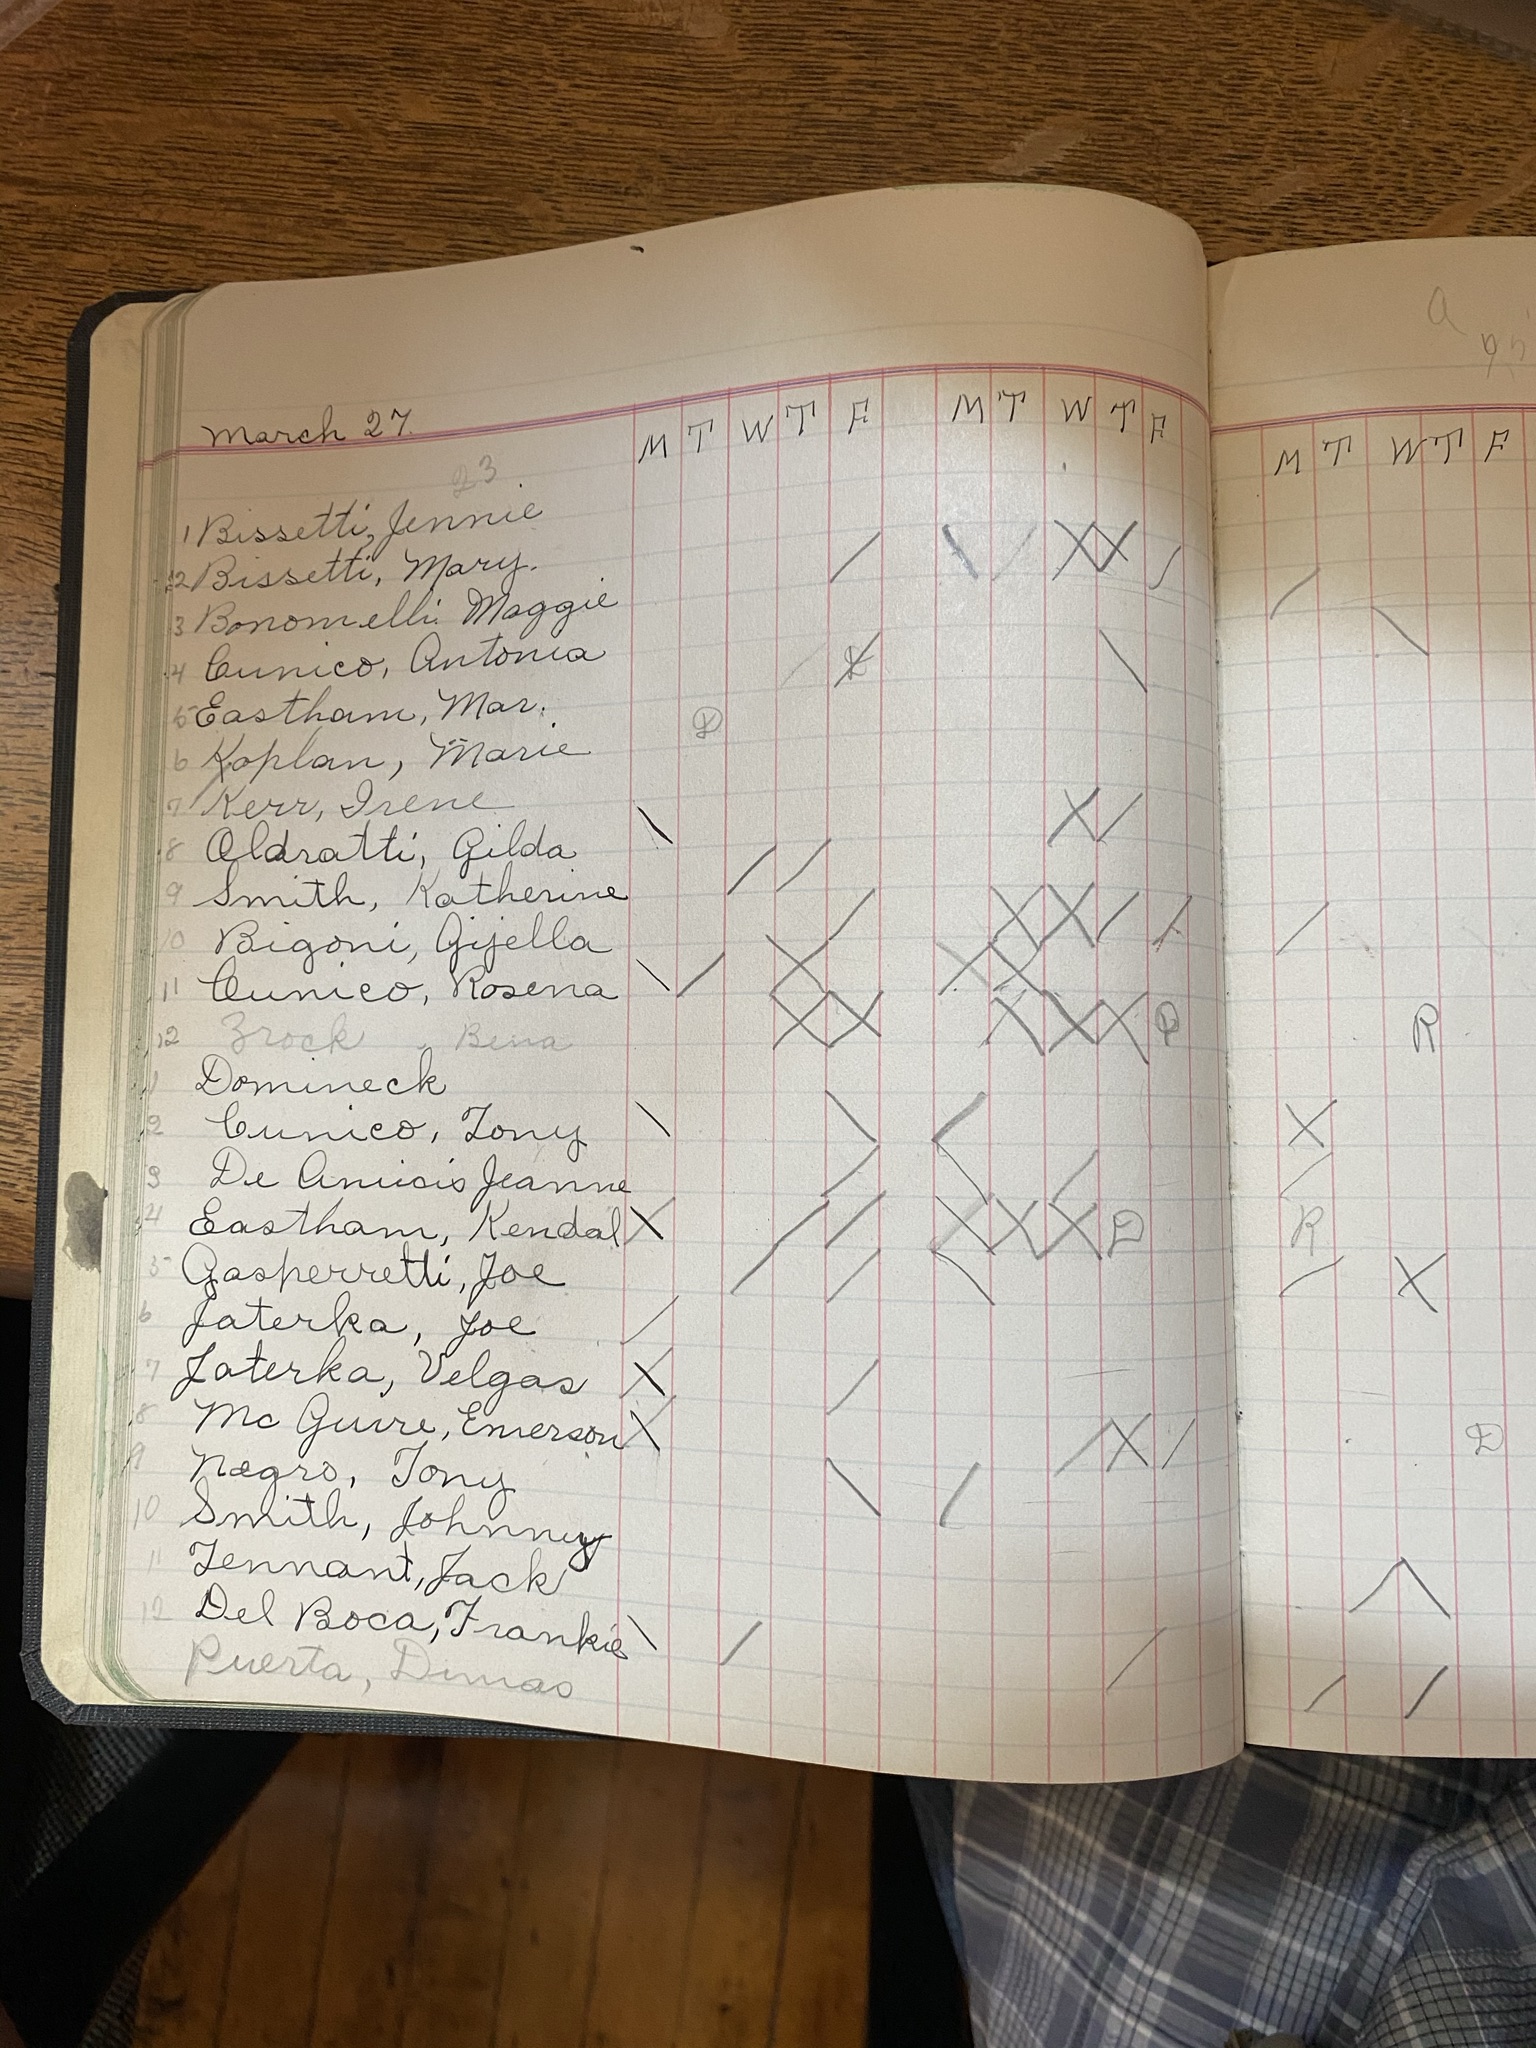 March 27.
M T W T F M T W T F
M T W T F
23
1 Bissetti, Jennie
2 Bissetti, Mary.
3 Bonomelli. Maggie
4 Cunico, Antonia
D
5 Eastham, Mar.
D
6 Koplan, Marie
7 Kerr, Irene
8 Oldratti, Gilda
9 Smith, Katherine
10 Bigoni, Gijella
11 Cunico, Rosena
12 Zrock Bena
R
1 Domineck
2 Cunico, Tony
3 De Amicis Jeanne
4 Eastham, Kendal D R
5 Gasperretti, Joe
6 Jaterka, Joe
7 Jaterka, Velgas
8 Mc Guire, Emerson D
9 Negro, Tony
10 Smith, Johnney
11 Tennant, Jack
12 Del Boca, Frankie
Puerta, Dimas